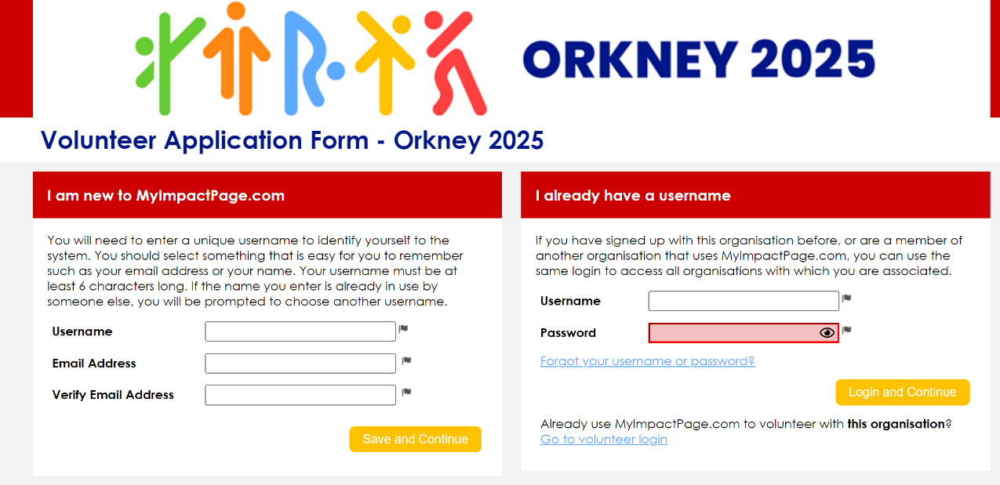 ORKNEY 2025
Volunteer Application Form - Orkney 2025
I am new to MyImpactPage.com
You will need to enter a unique username to identify yourself to the
system. You should select something that is easy for you to remember
such as your email address or your name. Your username must be at
least 6 characters long. If the name you enter is already in use by
someone else, you will be prompted to choose another username.
Username
Email Address
Verify Email Address
Save and Continue
I already have a username
If you have signed up with this organisation before, or are a member of
another organisation that uses MyImpactPage.com, you can use the
same login to access all organisations with which you are associated.
Username
Password
Forgot your username or password?
Login and Continue
Already use MyImpactPage.com to volunteer with this organisation?
Go to volunteer login